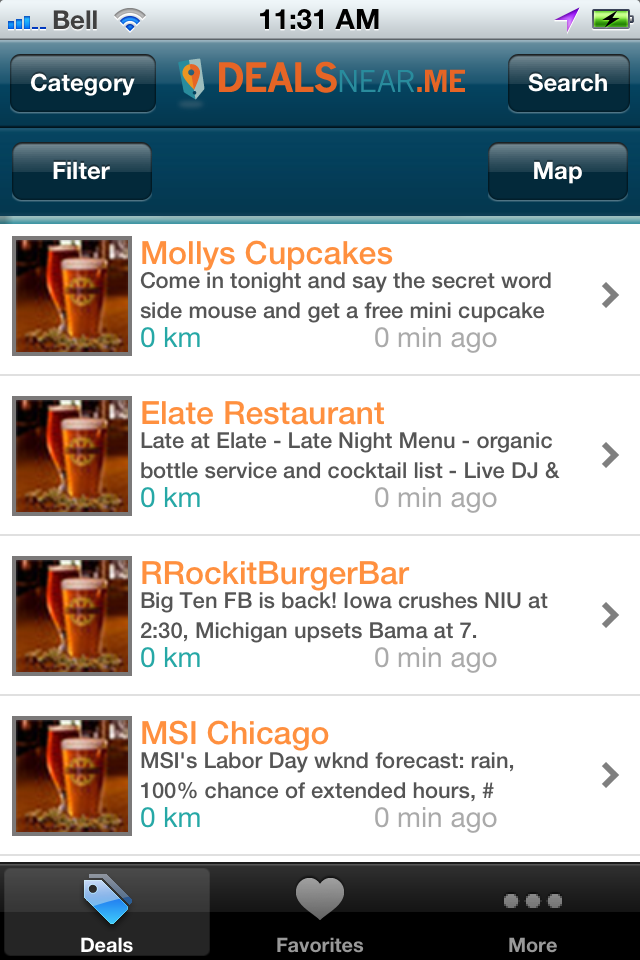 Bell 11:31 AM
Category DEALSNEAR.ME Search
Filter Map
Mollys Cupcakes
Come in tonight and say the secret word
side mouse and get a free mini cupcake
0 km 0 min ago
Elate Restaurant
Late at Elate - Late Night Menu - organic
bottle service and cocktail list - Live DJ &
0 km 0 min ago
RRockitBurgerBar
Big Ten FB is back! Iowa crushes NIU at
2:30, Michigan upsets Bama at 7.
0 km 0 min ago
MSI Chicago
MSI's Labor Day wknd forecast: rain,
100% chance of extended hours, #
0 km 0 min ago
Deals Favorites More